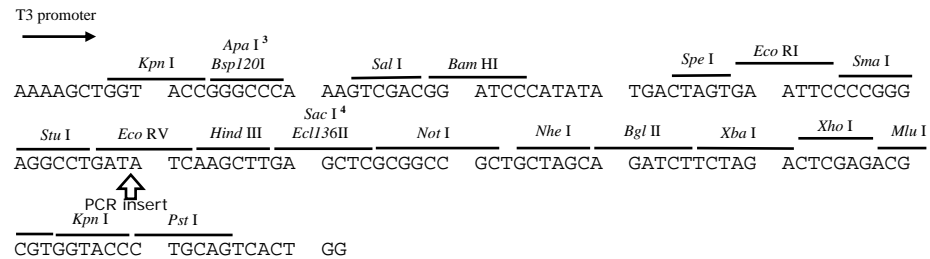 T3 promoter
Apa I 3
Kpn I Bsp120I Sal I Bam HI Spe I Eco RI Sma I
AAAAGCTGGT ACCGGGCCCA AAGTCGACGG ATCCCATATA TGACTAGTGA ATTCCCCGGG
Sac I 4
Stu I Eco RV Hind III Ecl136II Not I Nhe I Bgl II Xba I Xho I Mlu I
AGGCCTGATA TCAAGCTTGA GCTCGCGGCC GCTGCTAGCA GATCTTCTAG ACTCGAGACG
PCR insert
Kpn I Pst I
CGTGGTACCC TGCAGTCACT GG